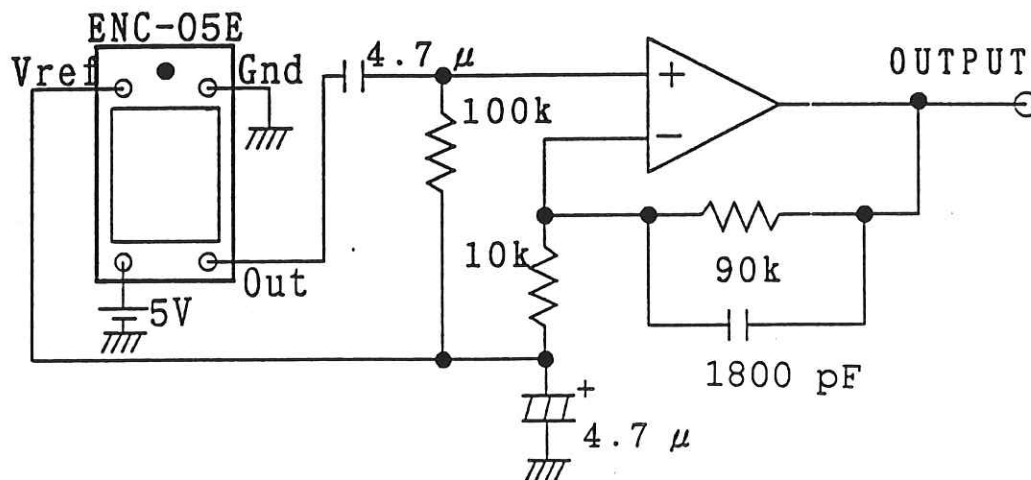 ENC-05E
Vref
Gnd
4.7 μ
100k
+
−
OUTPUT
10k
90k
Out
5V
1800 pF
+
4.7 μ